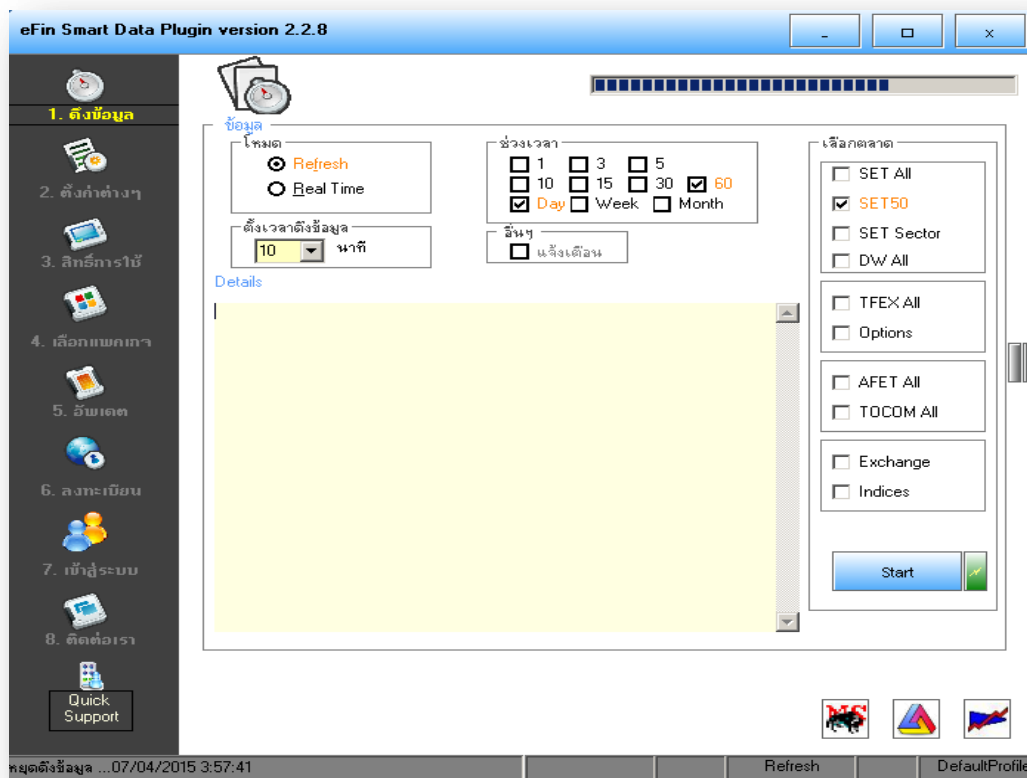 eFin Smart Data Plugin version 2.2.8
1. ดึงข้อมูล
2. ตั้งค่าต่างๆ
3. สิทธิ์การใช้
4. เลือกแพคเกจ
5. อัพเดต
6. ลงทะเบียน
7. เข้าสู่ระบบ
8. ติดต่อเรา
Quick
Support
ข้อมูล
โหมด
Refresh
Real Time
ตั้งเวลาดึงข้อมูล
10 นาที
ช่วงเวลา
1 3 5
10 15 30 60
Day Week Month
อื่นๆ
แจ้งเตือน
Details
เลือกตลาด
SET All
SET50
SET Sector
DW All
TFEX All
Options
AFET All
TOCOM All
Exchange
Indices
Start
MS
หยุดดึงข้อมูล ...07/04/2015 3:57:41
Refresh
DefaultProfile